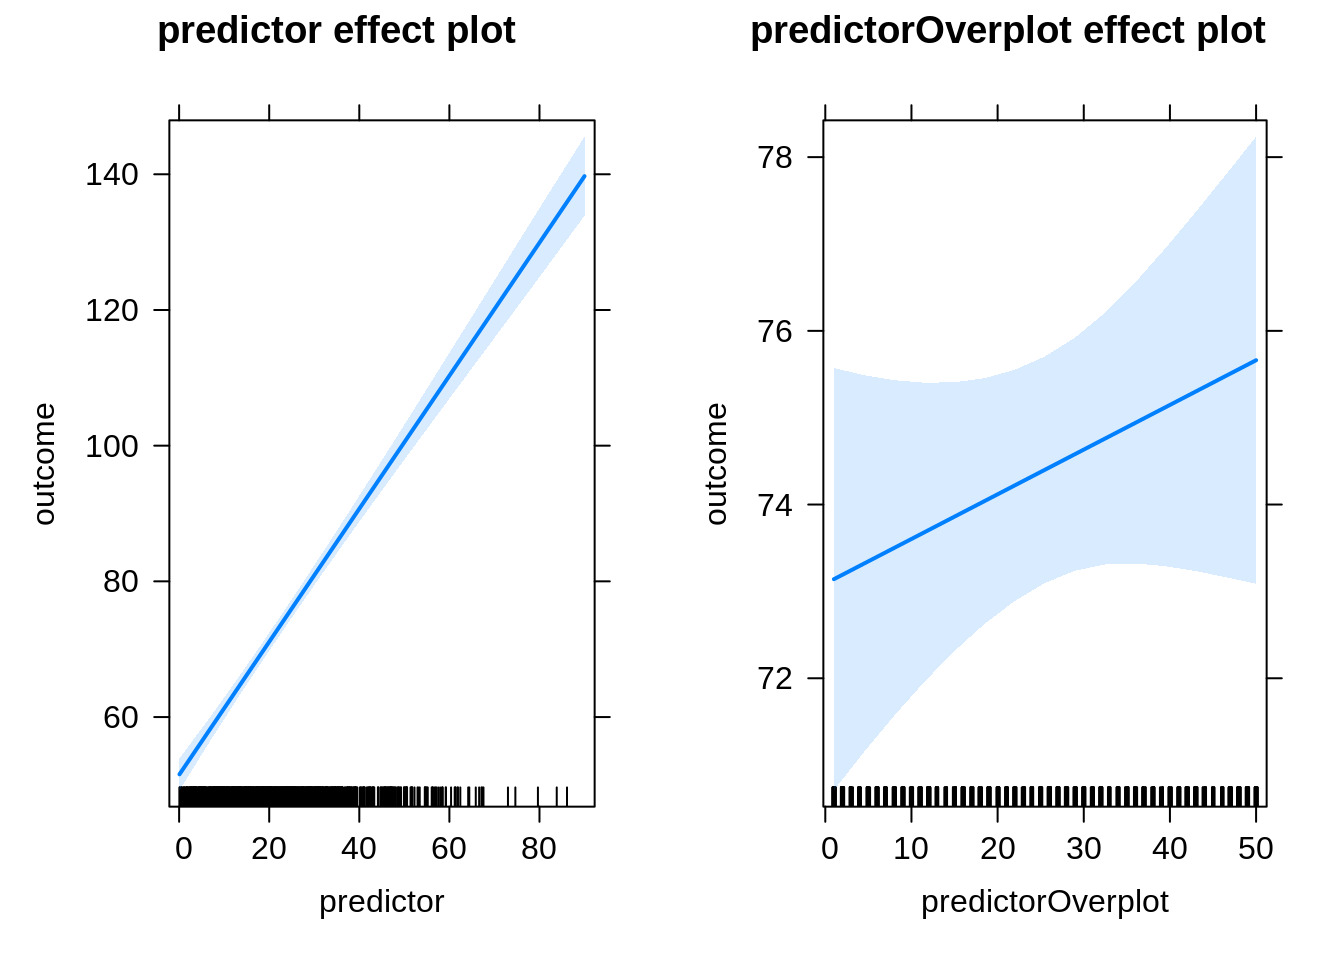 predictor effect plot
140
120
100
80
60
outcome
0 20 40 60 80
predictor
predictorOverplot effect plot
78
76
74
72
outcome
0 10 20 30 40 50
predictorOverplot